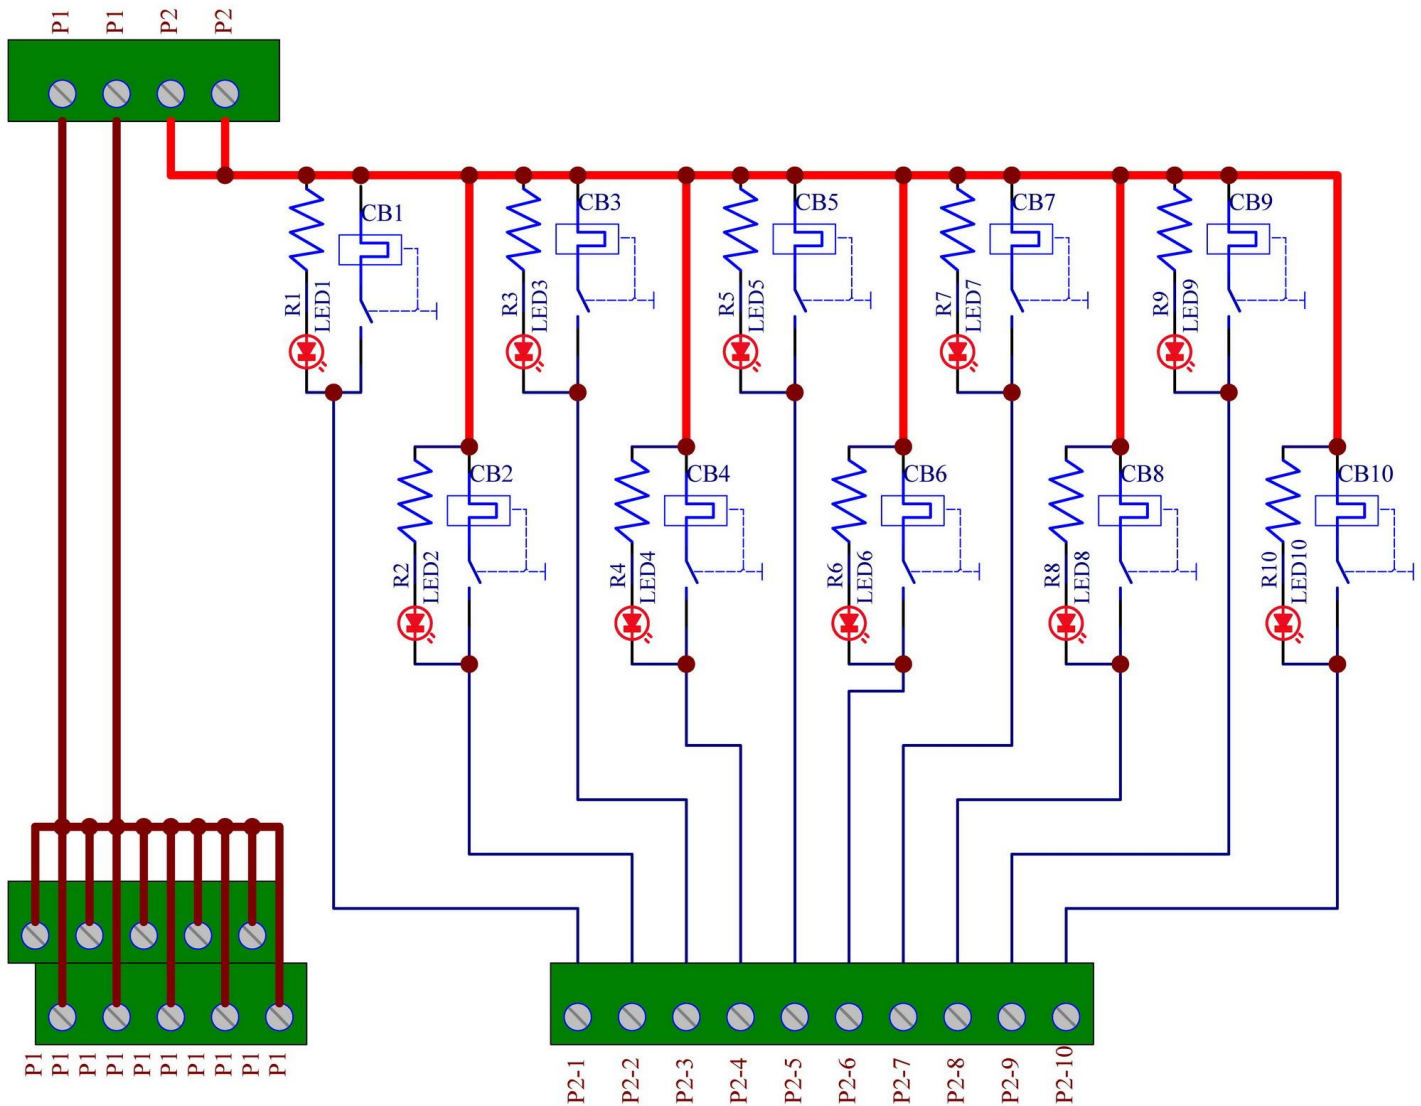 P1
P1
P2
P2
CB1
CB3
CB5
CB7
CB9
R1
LED1
R3
LED3
R5
LED5
R7
LED7
R9
LED9
CB2
CB4
CB6
CB8
CB10
R2
LED2
R4
LED4
R6
LED6
R8
LED8
R10
LED10
P1
P1
P1
P1
P1
P1
P1
P1
P1
P1
P2-1
P2-2
P2-3
P2-4
P2-5
P2-6
P2-7
P2-8
P2-9
P2-10